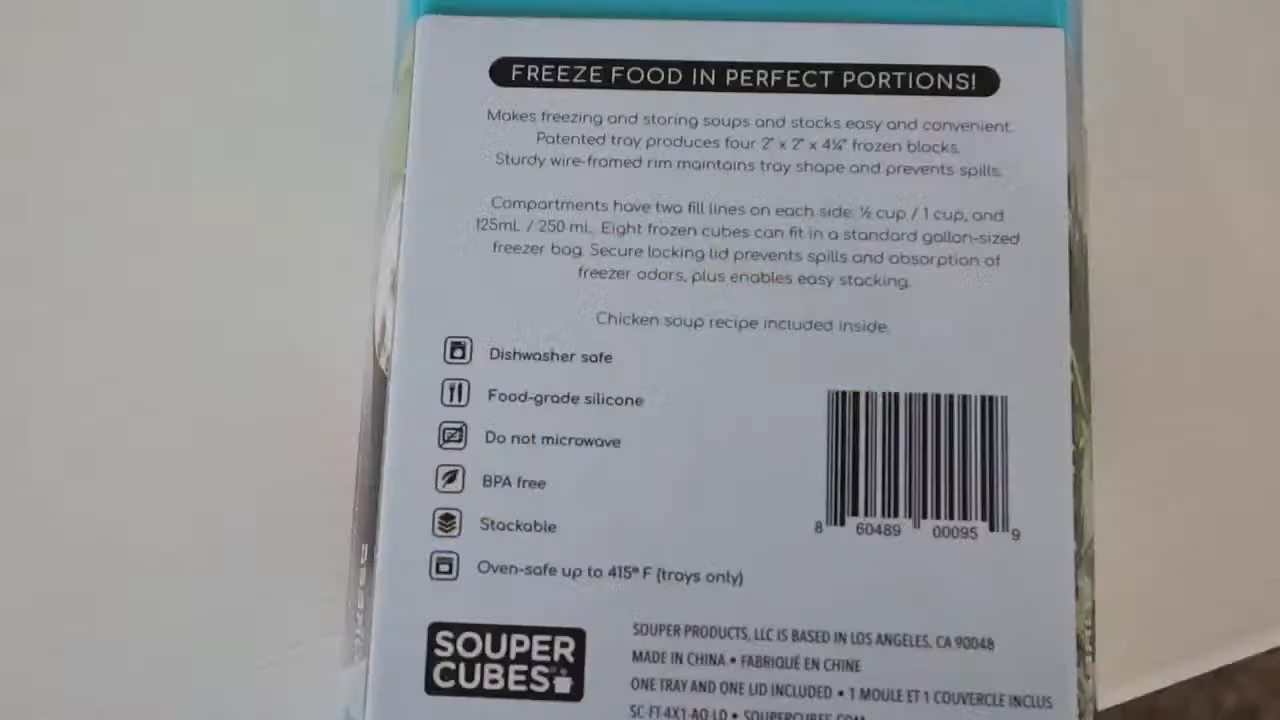 FREEZE FOOD IN PERFECT PORTIONS!
Makes freezing and storing soups and stocks easy and convenient.
Patented tray produces four 2" x 2" x 4¼" frozen blocks.
Sturdy wire-framed rim maintains tray shape and prevents spills.
Compartments have two fill lines on each side: ½ cup / 1 cup, and
125mL / 250 mL. Eight frozen cubes can fit in a standard gallon-sized
freezer bag. Secure locking lid prevents spills and absorption of
freezer odors, plus enables easy stacking.
Chicken soup recipe included inside.
Dishwasher safe
Food-grade silicone
Do not microwave
BPA free
Stackable
Oven-safe up to 415° F (trays only)
8 60489 00095 9
SOUPER
CUBES
SOUPER PRODUCTS, LLC IS BASED IN LOS ANGELES, CA 90048
MADE IN CHINA • FABRIQUÉ EN CHINE
ONE TRAY AND ONE LID INCLUDED • 1 MOULE ET 1 COUVERCLE INCLUS
SC-FT-4X1-AQ-LD • SOUPERCUBES.COM